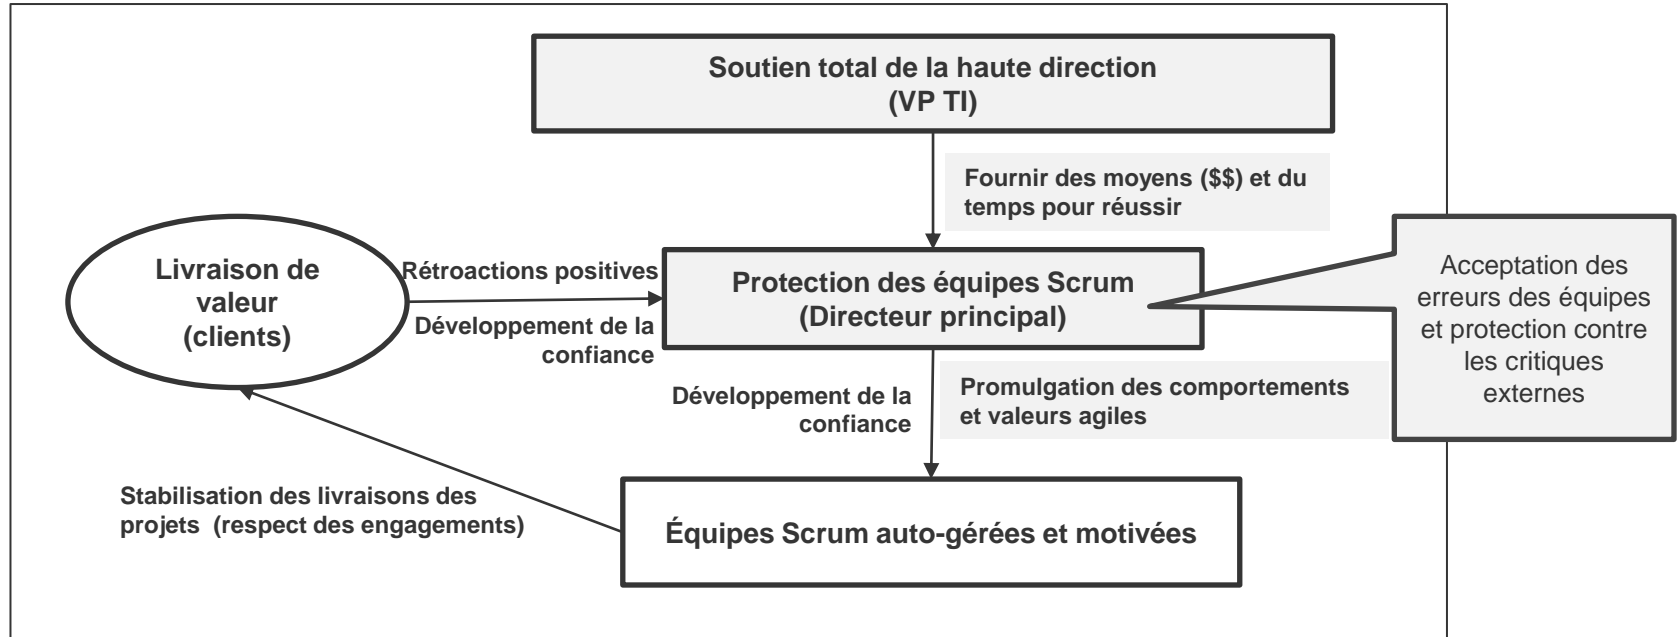 Soutien total de la haute direction
(VP TI)
Fournir des moyens ($$) et du
temps pour réussir
Livraison de
valeur
(clients)
Rétroactions positives
Développement de la
confiance
Protection des équipes Scrum
(Directeur principal)
Acceptation des
erreurs des équipes
et protection contre
les critiques
externes
Développement de la
confiance
Promulgation des comportements
et valeurs agiles
Stabilisation des livraisons des
projets (respect des engagements)
Équipes Scrum auto-gérées et motivées